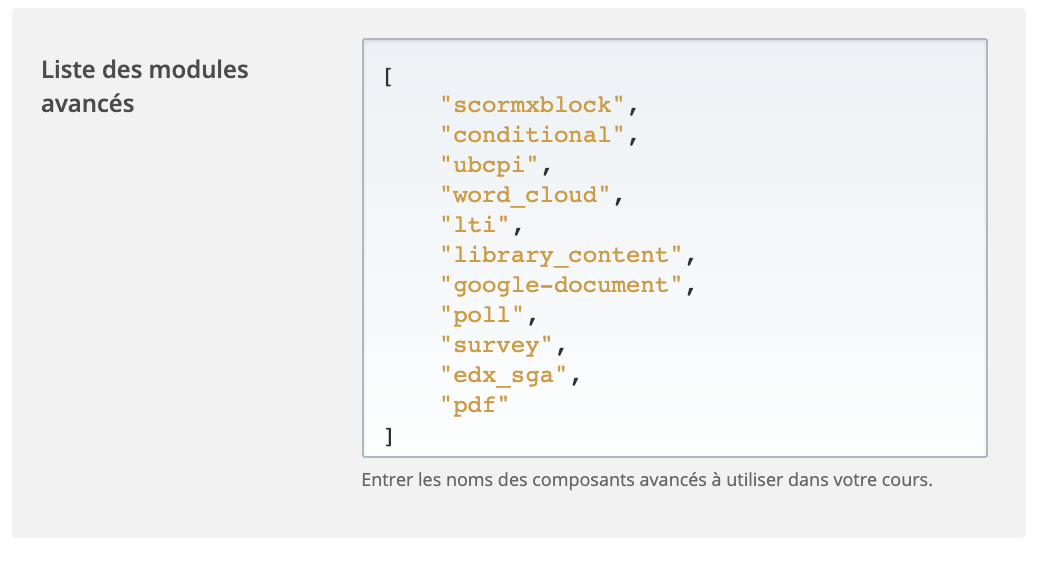 Liste des modules
avancés
[
"scormxblock",
"conditional",
"ubcpi",
"word_cloud",
"lti",
"library_content",
"google-document",
"poll",
"survey",
"edx_sga",
"pdf"
]
Entrer les noms des composants avancés à utiliser dans votre cours.